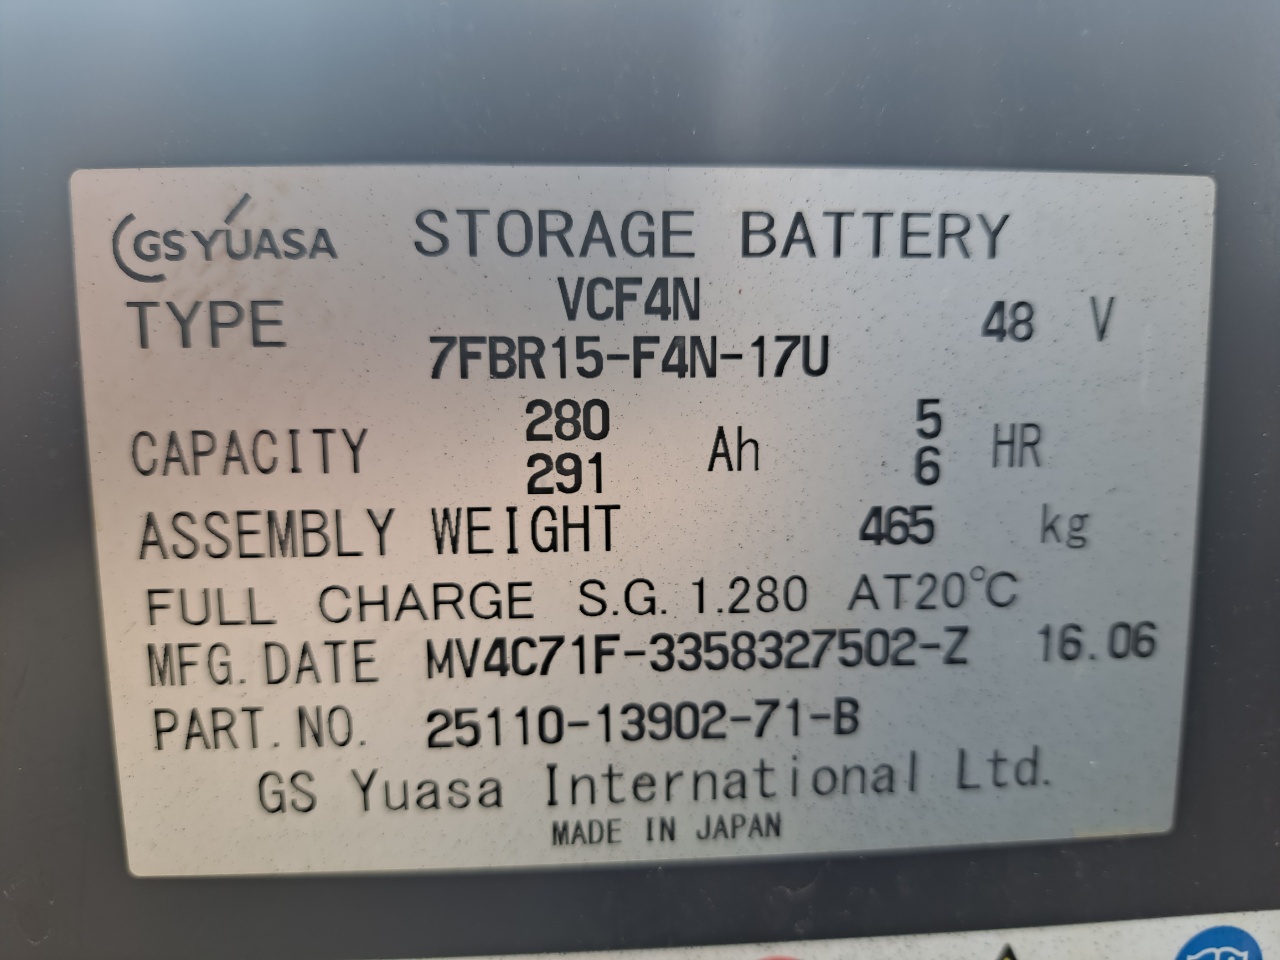 GS YUASA STORAGE BATTERY
TYPE VCF4N 48 V
7FBR15-F4N-17U
CAPACITY 280 Ah 5 HR
291 6
ASSEMBLY WEIGHT 465 kg
FULL CHARGE S.G. 1.280 AT20°C
MFG. DATE MV4C71F-3358327502-Z 16.06
PART. NO. 25110-13902-71-B
GS Yuasa International Ltd.
MADE IN JAPAN